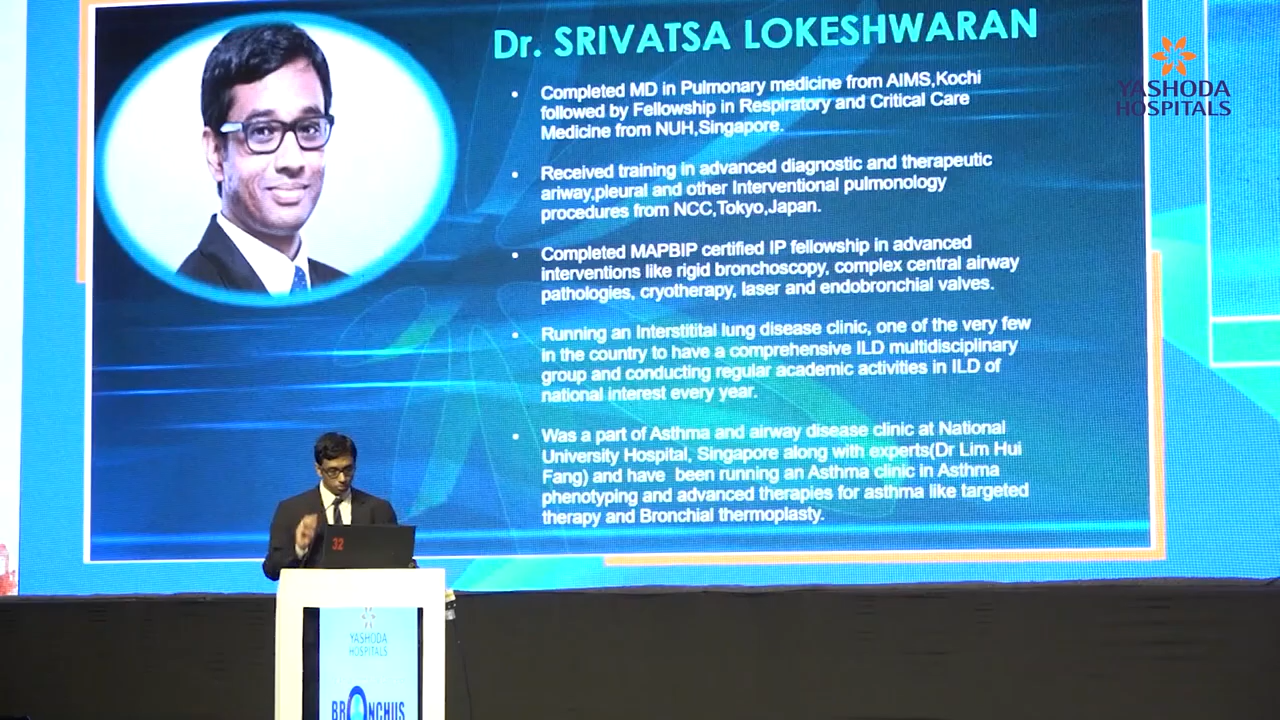 Dr. SRIVATSA LOKESHWARAN
• Completed MD in Pulmonary medicine from AIMS,Kochi
followed by Fellowship in Respiratory and Critical Care
Medicine from NUH,Singapore.
• Received training in advanced diagnostic and therapeutic
ariway,pleural and other Interventional pulmonology
procedures from NCC,Tokyo,Japan.
• Completed MAPBIP certified IP fellowship in advanced
interventions like rigid bronchoscopy, complex central airway
pathologies, cryotherapy, laser and endobronchial valves.
• Running an Interstitital lung disease clinic, one of the very few
in the country to have a comprehensive ILD multidisciplinary
group and conducting regular academic activities in ILD of
national interest every year.
• Was a part of Asthma and airway disease clinic at National
University Hospital, Singapore along with experts(Dr Lim Hui
Fang) and have been running an Asthma clinic in Asthma
phenotyping and advanced therapies for asthma like targeted
therapy and Bronchial thermoplasty.
YASHODA
HOSPITALS
32
YASHODA
HOSPITALS
BRONCHUS